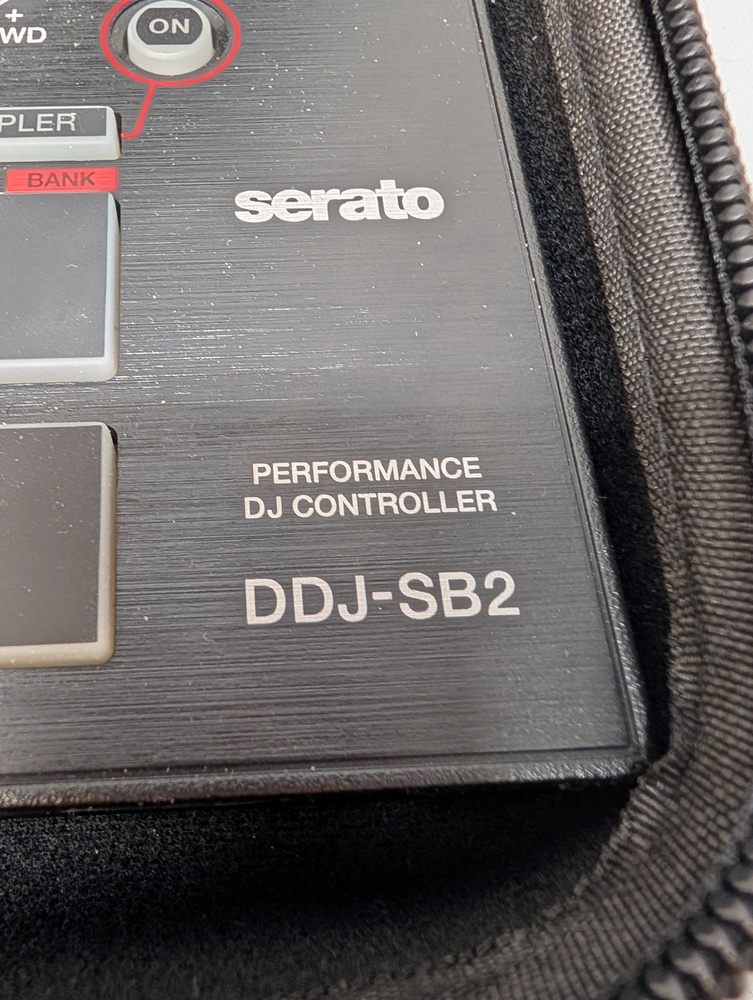 +
ON
BANK
serato
PERFORMANCE
DJ CONTROLLER
DDJ-SB2